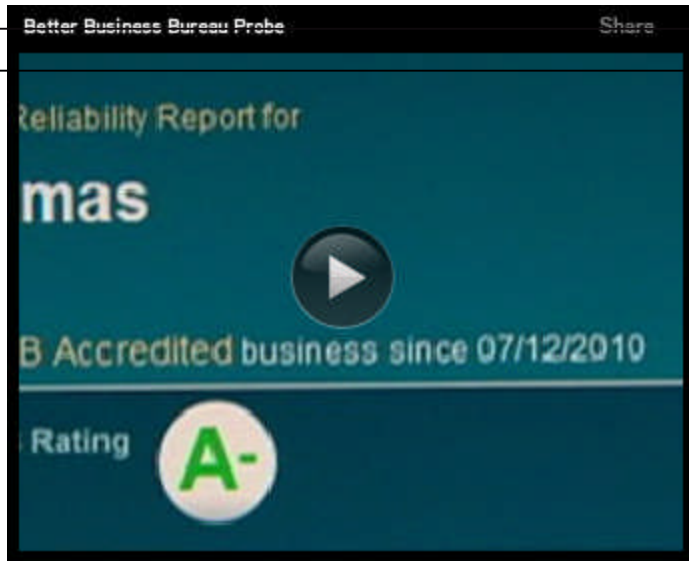 Better Business Bureau Probe
Share
Reliability Report for
mas
B Accredited business since 07/12/2010
Rating
A-